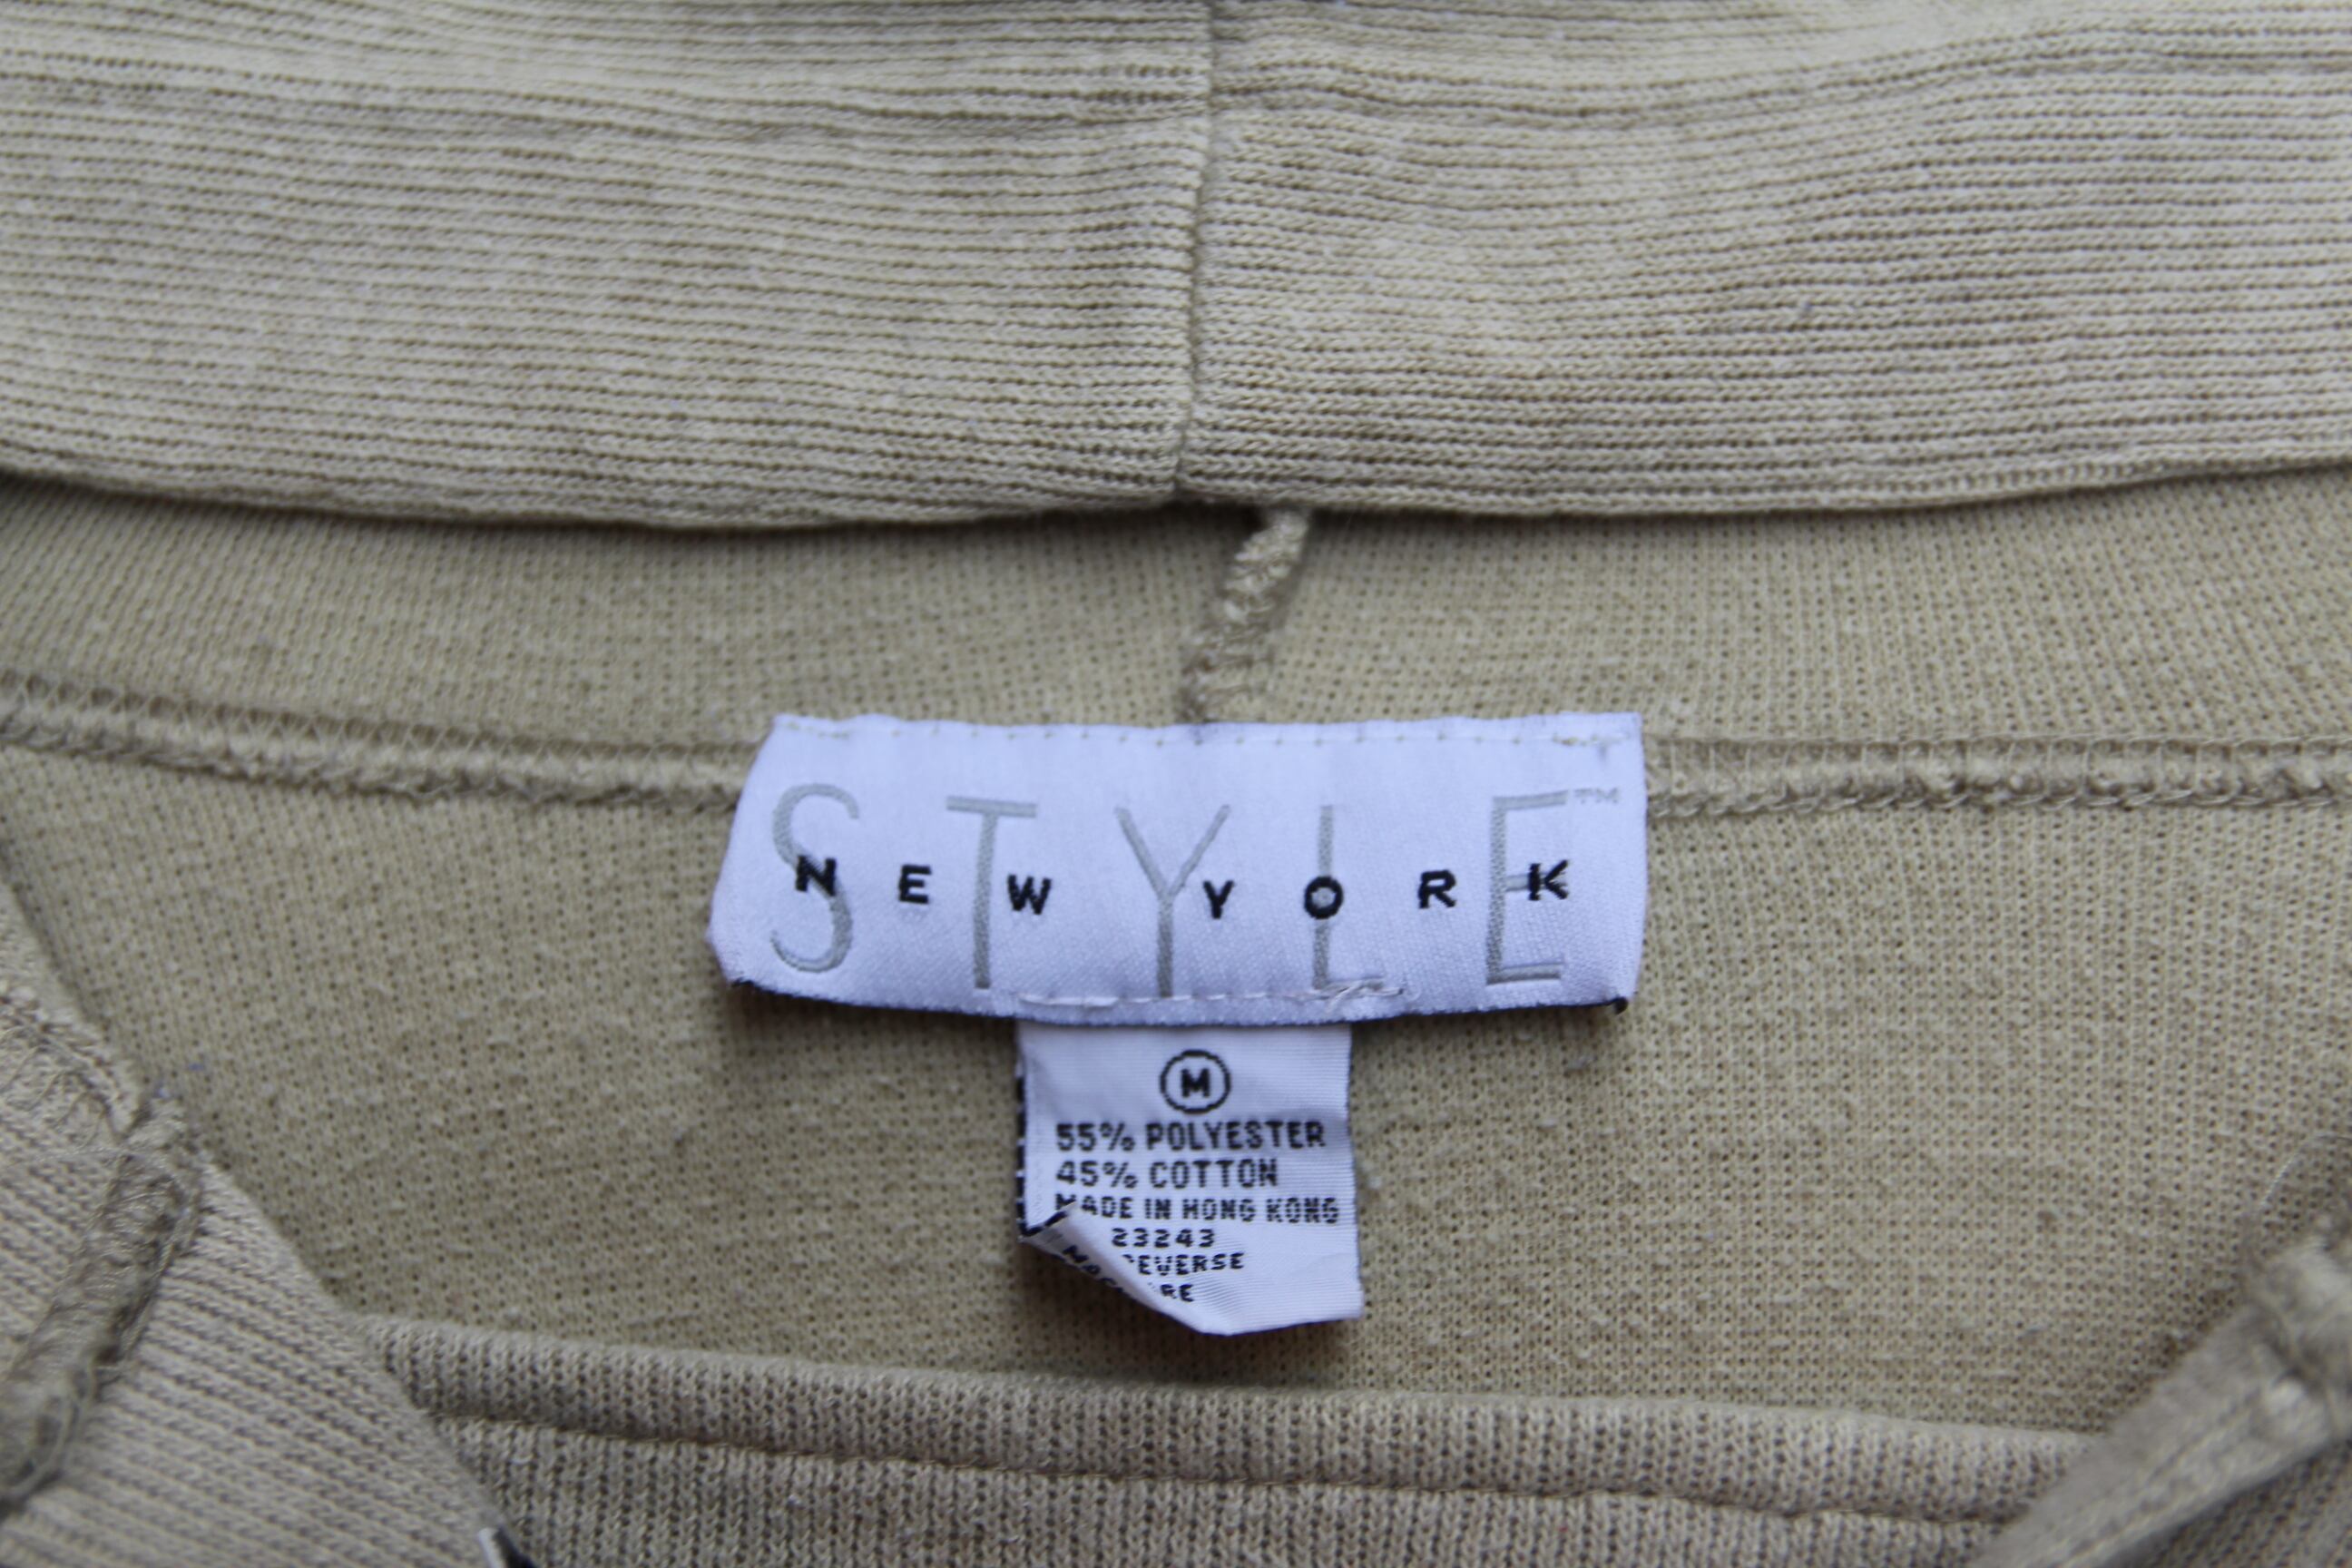 STYLE™
NEW YORK
M
55% POLYESTER
45% COTTON
MADE IN HONG KONG
23243